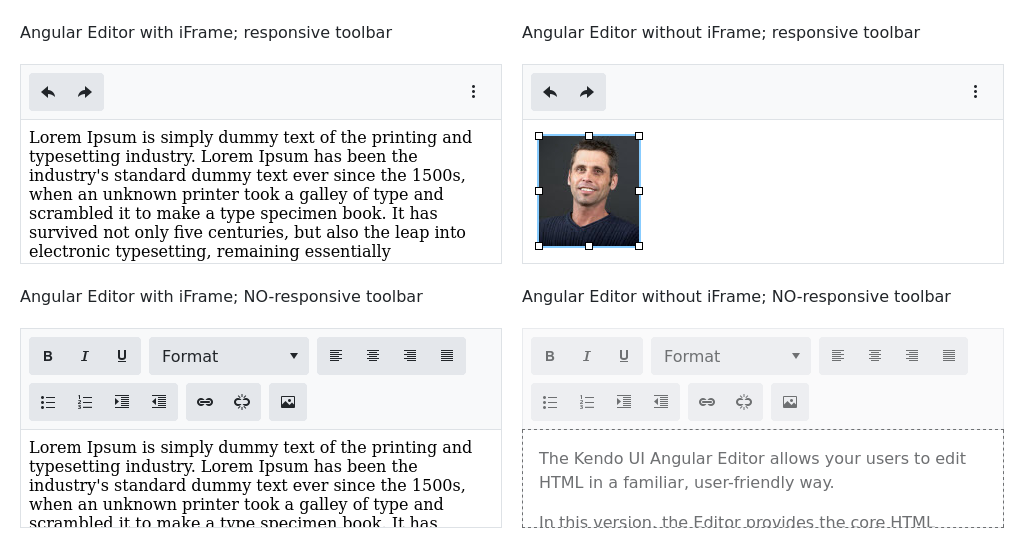 Angular Editor with iFrame; responsive toolbar
Angular Editor without iFrame; responsive toolbar
Lorem Ipsum is simply dummy text of the printing and
typesetting industry. Lorem Ipsum has been the
industry's standard dummy text ever since the 1500s,
when an unknown printer took a galley of type and
scrambled it to make a type specimen book. It has
survived not only five centuries, but also the leap into
electronic typesetting, remaining essentially
Angular Editor with iFrame; NO-responsive toolbar
Angular Editor without iFrame; NO-responsive toolbar
B I U Format
B I U Format
Lorem Ipsum is simply dummy text of the printing and
typesetting industry. Lorem Ipsum has been the
industry's standard dummy text ever since the 1500s,
when an unknown printer took a galley of type and
scrambled it to make a type specimen book. It has
The Kendo UI Angular Editor allows your users to edit
HTML in a familiar, user-friendly way.
In this version, the Editor provides the core HTML